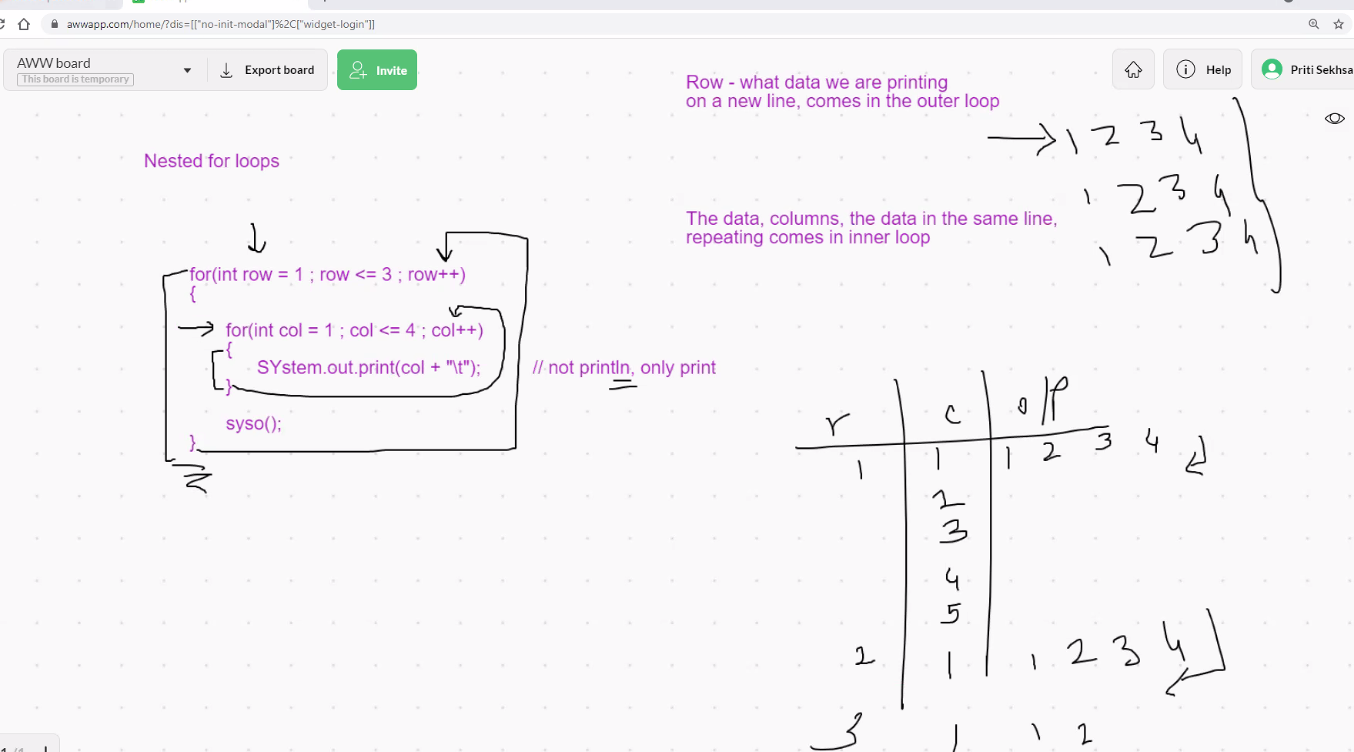 awwapp.com/home/?dis=[["no-init-modal"]%2C["widget-login"]]
AWW board
This board is temporary
Export board
Invite
Help
Priti Sekhsa
Row - what data we are printing
on a new line, comes in the outer loop
1 2 3 4
1 2 3 4
1 2 3 4
Nested for loops
The data, columns, the data in the same line,
repeating comes in inner loop
for(int row = 1 ; row <= 3 ; row++)
{
for(int col = 1 ; col <= 4 ; col++)
{
SYstem.out.print(col + "\t"); // not println, only print
}
syso();
}
r c o/p
1 1 1 2 3 4
2
3
4
5
2 1 1 2 3 4
3 1 1 2